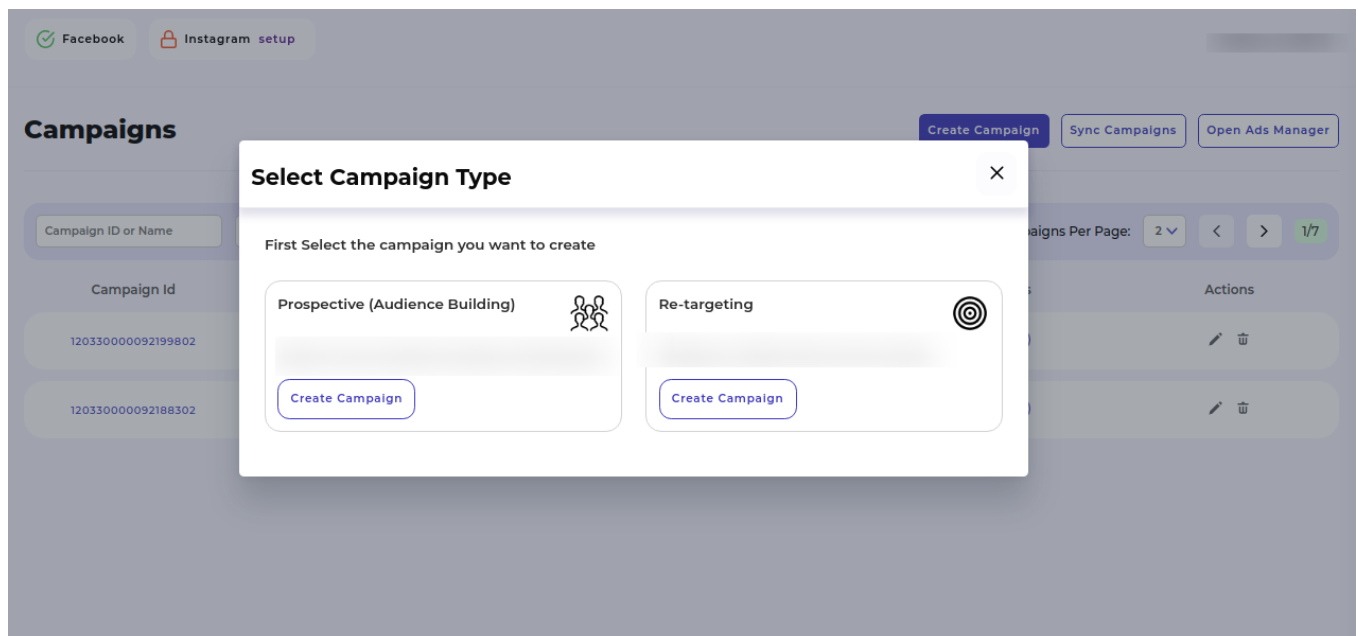 Facebook Instagram setup
Campaigns
Create Campaign Sync Campaigns Open Ads Manager
Select Campaign Type
Campaign ID or Name
Per Page: 2 1/7
First Select the campaign you want to create
Campaign Id Actions
Prospective (Audience Building) Re-targeting
120330000092199802
Create Campaign Create Campaign
120330000092188302